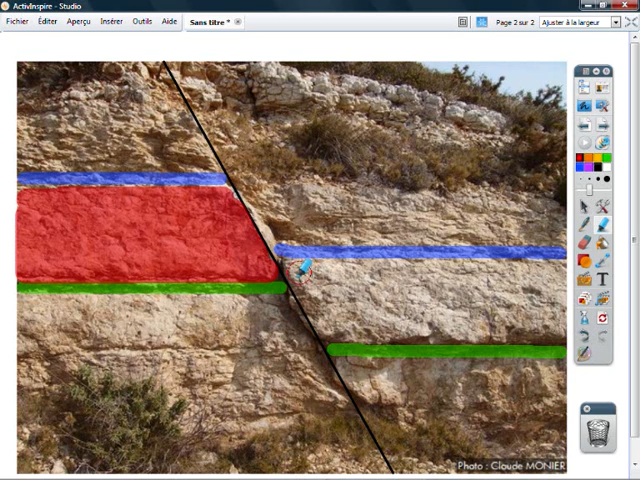 ActivInspire - Studio
Fichier Éditer Aperçu Insérer Outils Aide Sans titre * Page 2 sur 2 Ajuster à la largeur
T
Photo : Claude MONIER